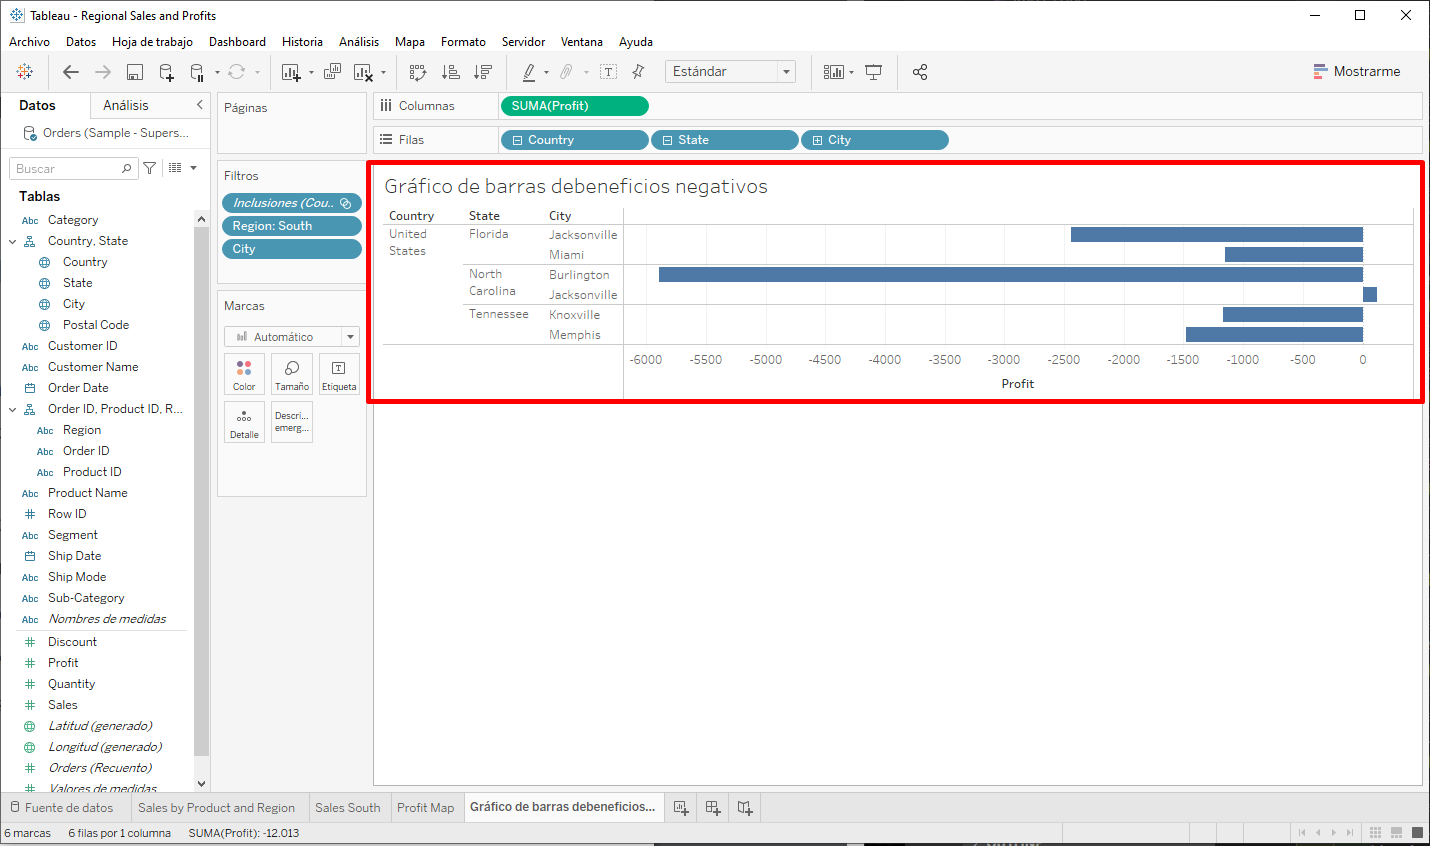 Tableau - Regional Sales and Profits
Archivo Datos Hoja de trabajo Dashboard Historia Análisis Mapa Formato Servidor Ventana Ayuda
Estándar
Mostrarme
Datos Análisis
Orders (Sample - Supers...
Buscar
Tablas
Abc Category
Country, State
Country
State
City
Postal Code
Abc Customer ID
Abc Customer Name
Order Date
Order ID, Product ID, R...
Abc Region
Abc Order ID
Abc Product ID
Abc Product Name
Row ID
Abc Segment
Ship Date
Abc Ship Mode
Abc Sub-Category
Abc Nombres de medidas
Discount
Profit
Quantity
Sales
Latitud (generado)
Longitud (generado)
Orders (Recuento)
Valores de medidas
Páginas
Filtros
Inclusiones (Cou..
Region: South
City
Marcas
Automático
Color Tamaño Etiqueta
Detalle
Descri...
emerg...
Columnas SUMA(Profit)
Filas Country State City
Gráfico de barras debeneficios negativos
Country State City
United
States
Florida Jacksonville
Miami
North
Carolina
Burlington
Jacksonville
Tennessee Knoxville
Memphis
-6000 -5500 -5000 -4500 -4000 -3500 -3000 -2500 -2000 -1500 -1000 -500 0
Profit
Fuente de datos Sales by Product and Region Sales South Profit Map Gráfico de barras debeneficios...
6 marcas 6 filas por 1 columna SUMA(Profit): -12.013